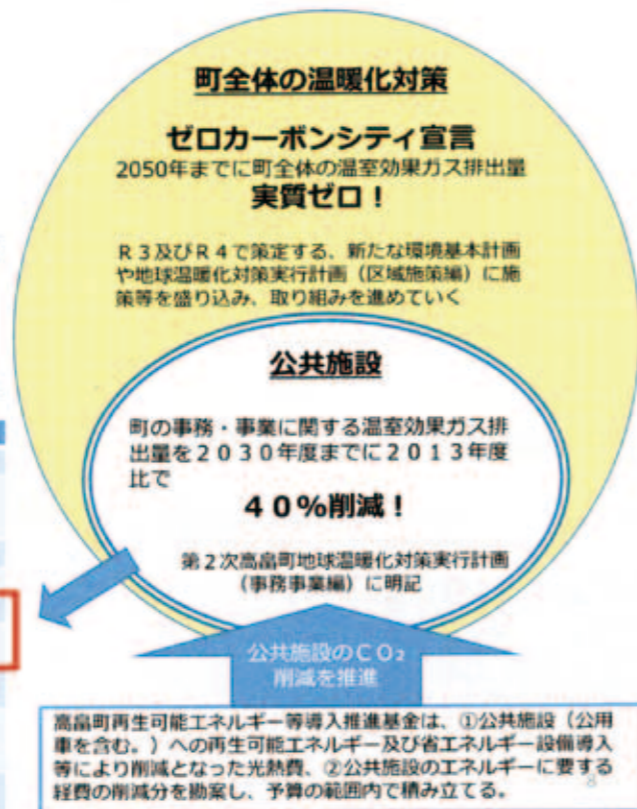 町全体の温暖化対策
ゼロカーボンシティ宣言
2050年までに町全体の温室効果ガス排出量
実質ゼロ！
R３及びR４で策定する、新たな環境基本計画
や地球温暖化対策実行計画（区域施策編）に施
策等を盛り込み、取り組みを進めていく
公共施設
町の事務・事業に関する温室効果ガス排
出量を２０３０年度までに２０１３年度
比で
４０％削減！
第２次高畠町地球温暖化対策実行計画
（事務事業編）に明記
公共施設のＣＯ₂
削減を推進
高畠町再生可能エネルギー等導入推進基金は、①公共施設（公用
車を含む。）への再生可能エネルギー及び省エネルギー設備導入
等により削減となった光熱費、②公共施設のエネルギーに要する
経費の削減分を勘案し、予算の範囲内で積み立てる。
8